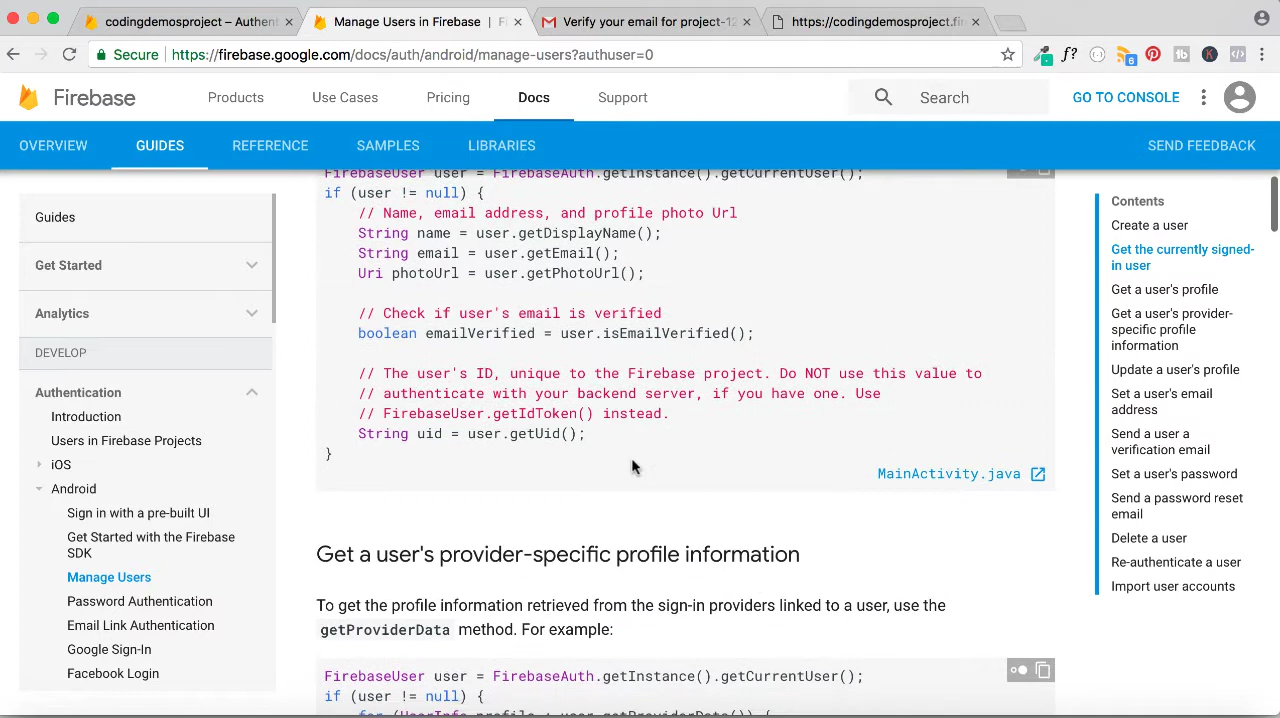 codingdemosproject – Authent
Manage Users in Firebase | Fi
Verify your email for project-12
https://codingdemosproject.fire
Secure https://firebase.google.com/docs/auth/android/manage-users?authuser=0
Firebase
Products
Use Cases
Pricing
Docs
Support
Search
GO TO CONSOLE
OVERVIEW
GUIDES
REFERENCE
SAMPLES
LIBRARIES
SEND FEEDBACK
Guides
Get Started
Analytics
DEVELOP
Authentication
Introduction
Users in Firebase Projects
iOS
Android
Sign in with a pre-built UI
Get Started with the Firebase
SDK
Manage Users
Password Authentication
Email Link Authentication
Google Sign-In
Facebook Login
FirebaseUser user = FirebaseAuth.getInstance().getCurrentUser();
if (user != null) {
// Name, email address, and profile photo Url
String name = user.getDisplayName();
String email = user.getEmail();
Uri photoUrl = user.getPhotoUrl();
// Check if user's email is verified
boolean emailVerified = user.isEmailVerified();
// The user's ID, unique to the Firebase project. Do NOT use this value to
// authenticate with your backend server, if you have one. Use
// FirebaseUser.getIdToken() instead.
String uid = user.getUid();
}
MainActivity.java
Get a user's provider-specific profile information
To get the profile information retrieved from the sign-in providers linked to a user, use the
getProviderData method. For example:
FirebaseUser user = FirebaseAuth.getInstance().getCurrentUser();
if (user != null) {
for (UserInfo profile : user.getProviderData()) {
Contents
Create a user
Get the currently signed-
in user
Get a user's profile
Get a user's provider-
specific profile
information
Update a user's profile
Set a user's email
address
Send a user a
verification email
Set a user's password
Send a password reset
email
Delete a user
Re-authenticate a user
Import user accounts